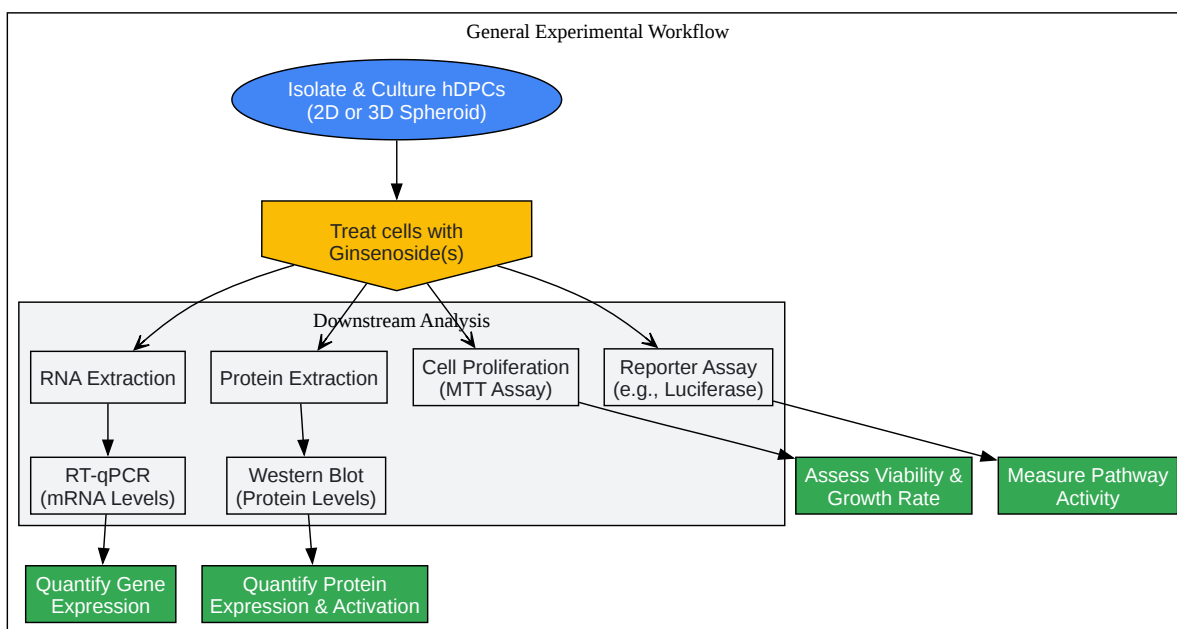 General Experimental Workflow
Isolate & Culture hDPCs
(2D or 3D Spheroid)
Treat cells with
Ginsenoside(s)
Downstream Analysis
RNA Extraction
Protein Extraction
Cell Proliferation
(MTT Assay)
Reporter Assay
(e.g., Luciferase)
RT-qPCR
(mRNA Levels)
Western Blot
(Protein Levels)
Assess Viability &
Growth Rate
Measure Pathway
Activity
Quantify Gene
Expression
Quantify Protein
Expression & Activation